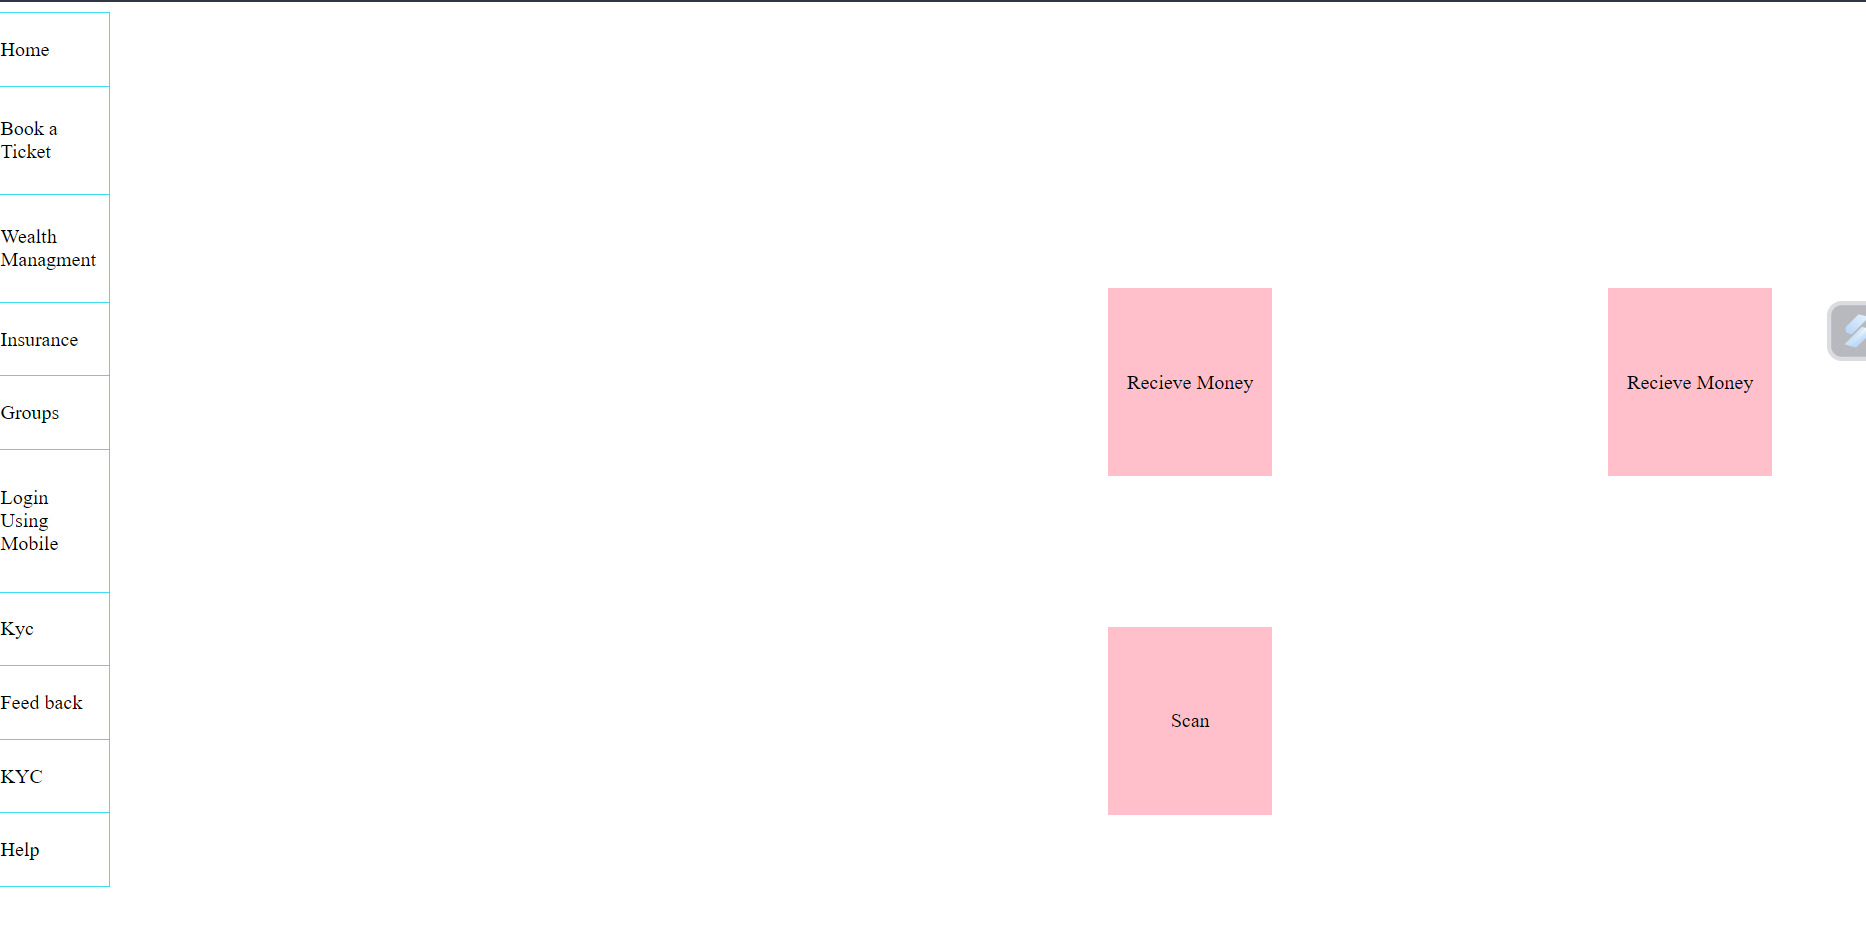 Home
Book a
Ticket
Wealth
Managment
Insurance
Groups
Login
Using
Mobile
Kyc
Feed back
KYC
Help
Recieve Money
Recieve Money
Scan